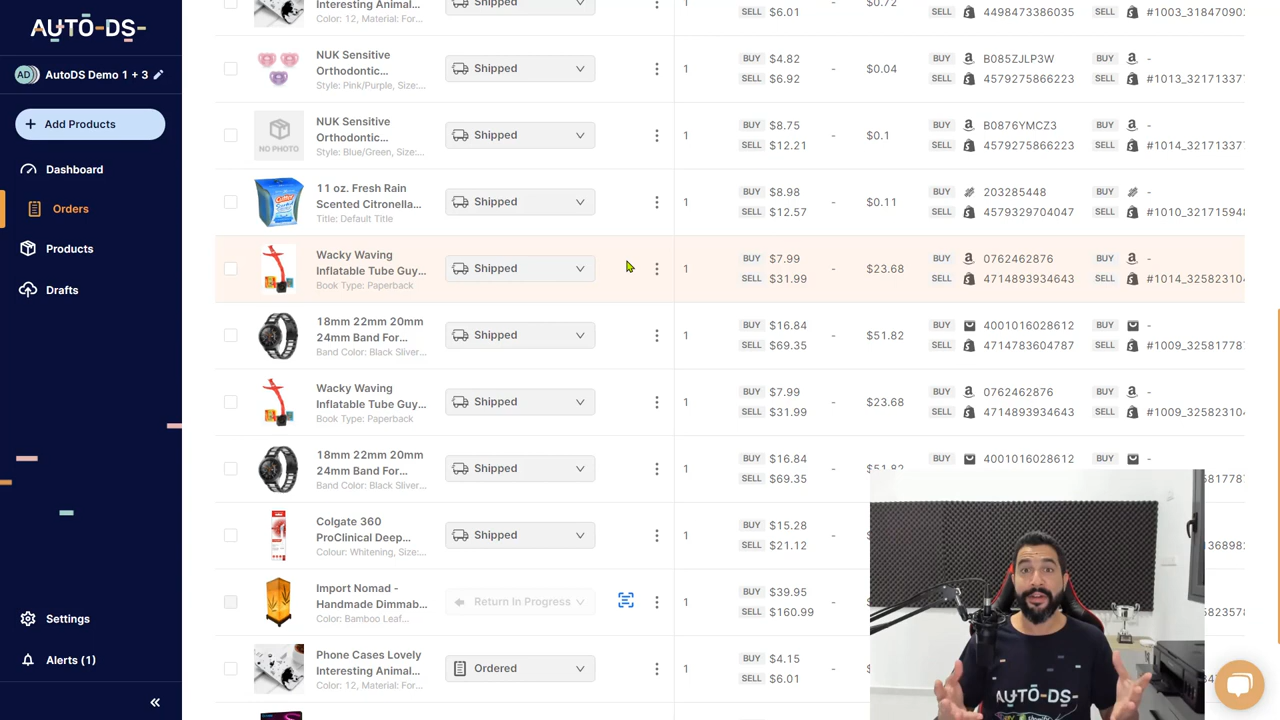 AUTO-DS
AD AutoDS Demo 1 + 3
+ Add Products
Dashboard
Orders
Products
Drafts
Settings
Alerts (1)
«
Interesting Animal...
Color: 12, Material: For...
Shipped
1
$0.72
SELL $6.01
SELL 4498473386035
SELL #1003_318470902
NUK Sensitive
Orthodontic...
Style: Pink/Purple, Size:...
Shipped
1
BUY $4.82
SELL $6.92
-
$0.04
BUY B085ZJLP3W
SELL 4579275866223
BUY -
SELL #1013_321713377
NUK Sensitive
Orthodontic...
Style: Blue/Green, Size:...
NO PHOTO
Shipped
1
BUY $8.75
SELL $12.21
-
$0.1
BUY B0876YMCZ3
SELL 4579275866223
BUY -
SELL #1014_321713377
11 oz. Fresh Rain
Scented Citronella...
Title: Default Title
Shipped
1
BUY $8.98
SELL $12.57
-
$0.11
BUY 203285448
SELL 4579329704047
BUY -
SELL #1010_321715948
Wacky Waving
Inflatable Tube Guy...
Book Type: Paperback
Shipped
1
BUY $7.99
SELL $31.99
-
$23.68
BUY 0762462876
SELL 4714893934643
BUY -
SELL #1014_325823104
18mm 22mm 20mm
24mm Band For...
Band Color: Black Sliver...
Shipped
1
BUY $16.84
SELL $69.35
-
$51.82
BUY 4001016028612
SELL 4714783604787
BUY -
SELL #1009_325817787
Wacky Waving
Inflatable Tube Guy...
Book Type: Paperback
Shipped
1
BUY $7.99
SELL $31.99
-
$23.68
BUY 0762462876
SELL 4714893934643
BUY -
SELL #1009_325823104
18mm 22mm 20mm
24mm Band For...
Band Color: Black Sliver...
Shipped
1
BUY $16.84
SELL $69.35
-
$51.82
BUY 4001016028612
BUY -
5817787
Colgate 360
ProClinical Deep...
Colour: Whitening, Size:...
Shipped
1
BUY $15.28
SELL $21.12
-
Import Nomad -
Handmade Dimmab...
Color: Bamboo Leaf...
Return In Progress
1
BUY $39.95
SELL $160.99
-
Phone Cases Lovely
Interesting Animal...
Color: 12, Material: For...
Ordered
1
BUY $4.15
SELL $6.01
-
AUTO-DS